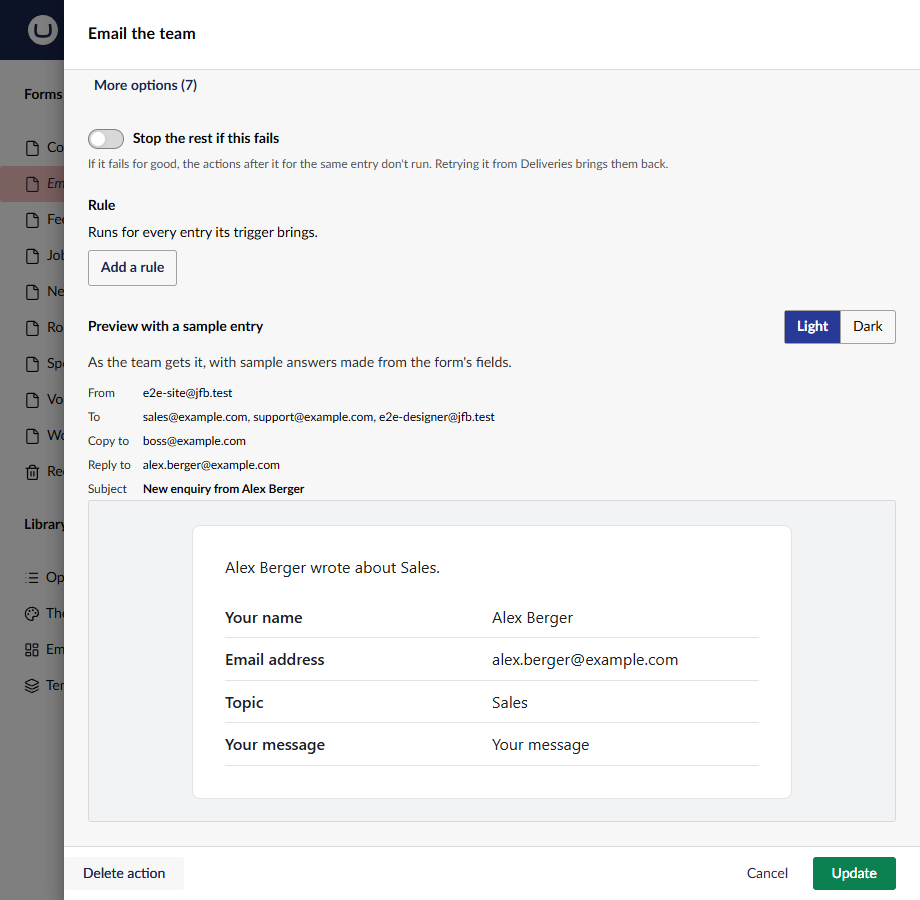 Email the team
More options (7)
Forms
Stop the rest if this fails
If it fails for good, the actions after it for the same entry don't run. Retrying it from Deliveries brings them back.
Rule
Runs for every entry its trigger brings.
Add a rule
Preview with a sample entry
Light
Dark
As the team gets it, with sample answers made from the form's fields.
From e2e-site@jfb.test
To sales@example.com, support@example.com, e2e-designer@jfb.test
Copy to boss@example.com
Reply to alex.berger@example.com
Subject New enquiry from Alex Berger
Library
Alex Berger wrote about Sales.
Your name Alex Berger
Email address alex.berger@example.com
Topic Sales
Your message Your message
Delete action
Cancel
Update